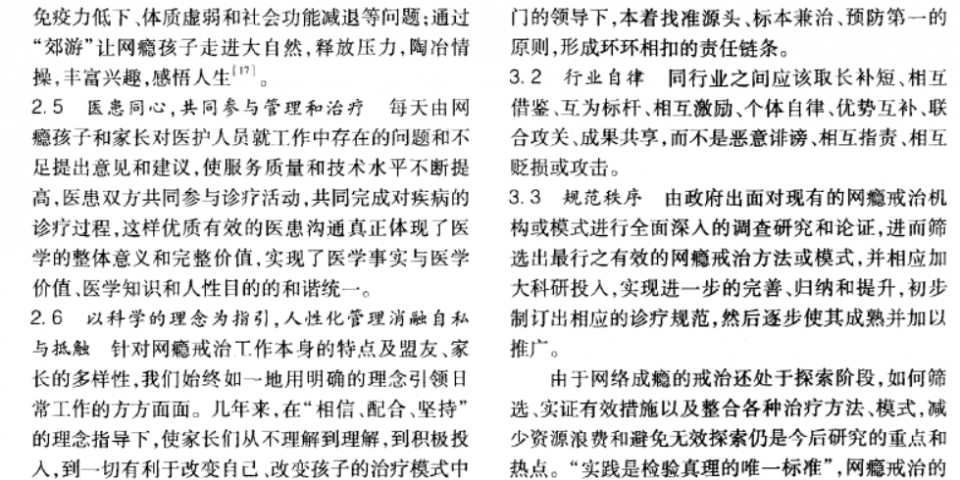 免疫力低下、体质虚弱和社会功能减退等问题;通过
“郊游”让网瘾孩子走进大自然,释放压力,陶冶情
操,丰富兴趣,感悟人生[17]。
2.5 医患同心,共同参与管理和治疗 每天由网
瘾孩子和家长对医护人员就工作中存在的问题和不
足提出意见和建议,使服务质量和技术水平不断提
高,医患双方共同参与诊疗活动,共同完成对疾病的
诊疗过程,这样优质有效的医患沟通真正体现了医
学的整体意义和完整价值,实现了医学事实与医学
价值、医学知识和人性目的的和谐统一。
2.6 以科学的理念为指引,人性化管理消融自私
与抵触 针对网瘾戒治工作本身的特点及盟友、家
长的多样性,我们始终如一地用明确的理念引领日
常工作的方方面面。几年来,在“相信、配合、坚持”
的理念指导下,使家长们从不理解到理解,到积极投
入,到一切有利于改变自己、改变孩子的治疗模式中
门的领导下,本着找准源头、标本兼治、预防第一的
原则,形成环环相扣的责任链条。
3.2 行业自律 同行业之间应该取长补短、相互
借鉴、互为标杆、相互激励、个体自律、优势互补、联
合攻关、成果共享,而不是恶意诽谤、相互指责、相互
贬损或攻击。
3.3 规范秩序 由政府出面对现有的网瘾戒治机
构或模式进行全面深入的调查研究和论证,进而筛
选出最行之有效的网瘾戒治方法或模式,并相应加
大科研投入,实现进一步的完善、归纳和提升,初步
制订出相应的诊疗规范,然后逐步使其成熟并加以
推广。
由于网络成瘾的戒治还处于探索阶段,如何筛
选、实证有效措施以及整合各种治疗方法、模式,减
少资源浪费和避免无效探索仍是今后研究的重点和
热点。“实践是检验真理的唯一标准”,网瘾戒治的